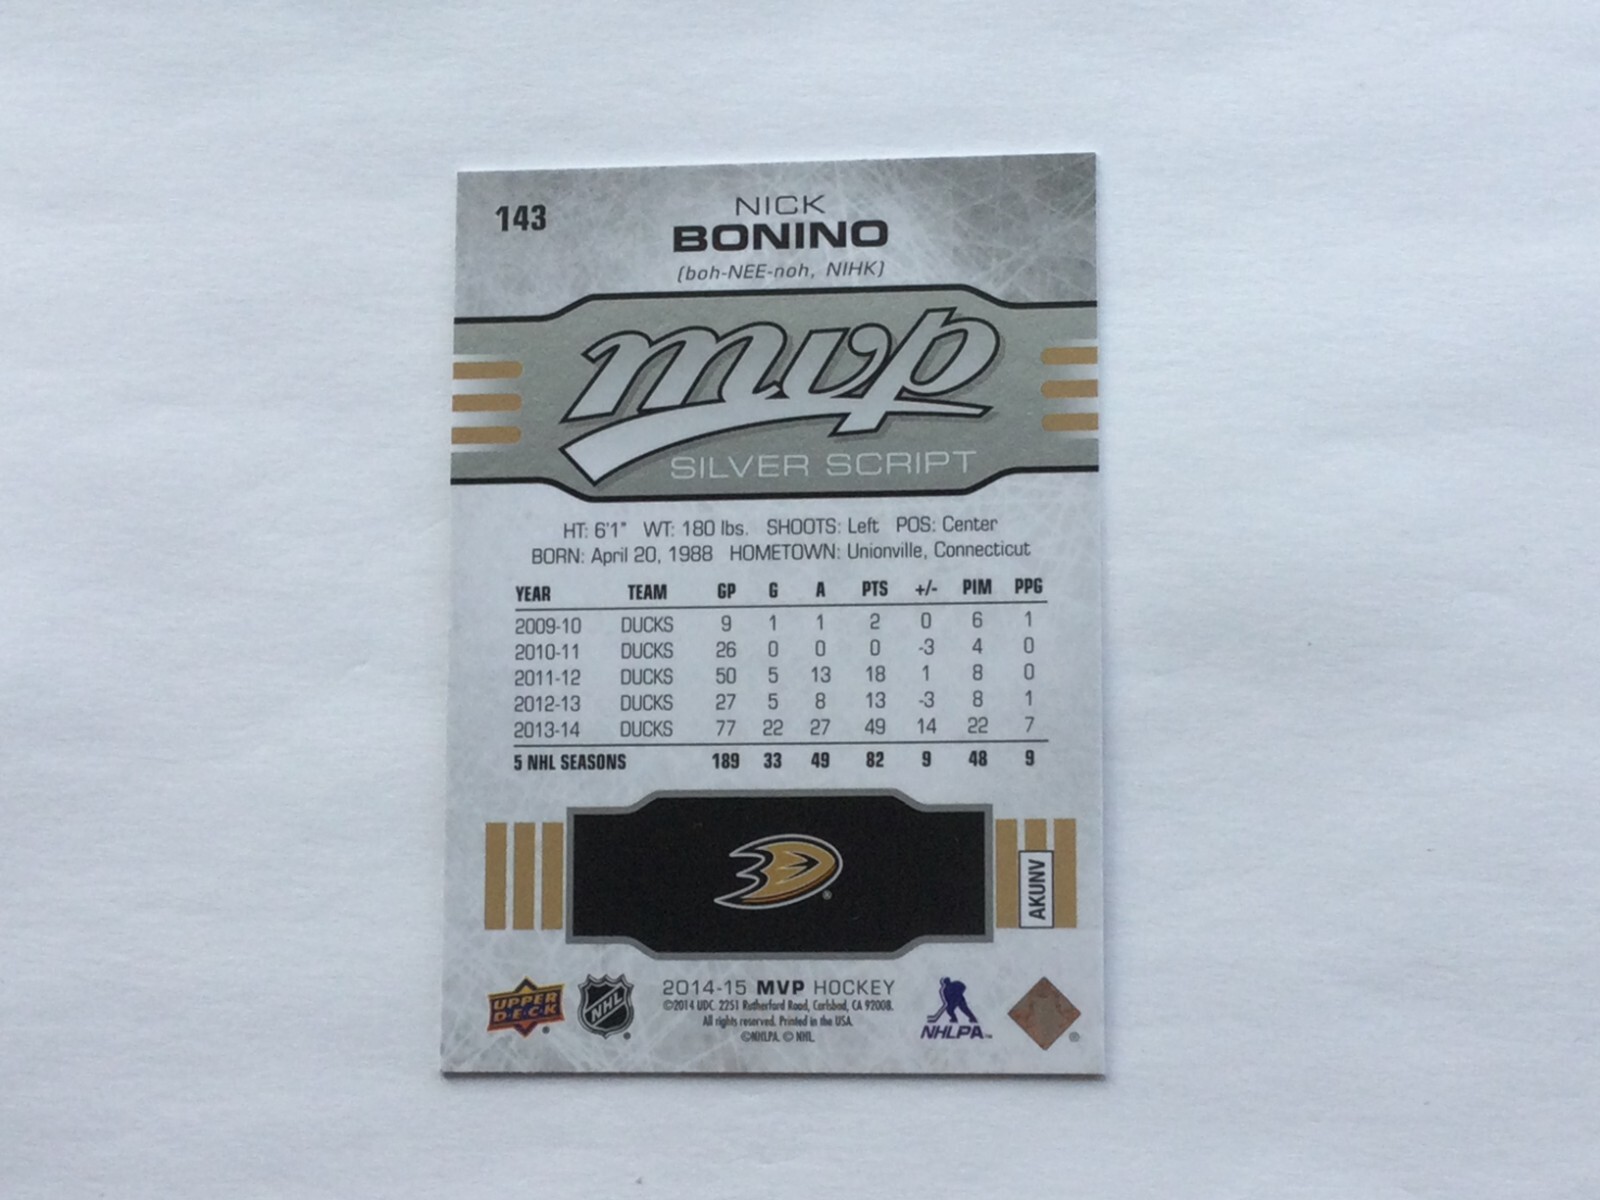 143
NICK
BONINO
(boh-NEE-noh, NIHK)
mvp
SILVER SCRIPT
HT: 6'1" WT: 180 lbs. SHOOTS: Left POS: Center
BORN: April 20, 1988 HOMETOWN: Unionville, Connecticut
YEAR TEAM GP G A PTS +/- PIM PPG
2009-10 DUCKS 9 1 1 2 0 6 1
2010-11 DUCKS 26 0 0 0 -3 4 0
2011-12 DUCKS 50 5 13 18 1 8 0
2012-13 DUCKS 27 5 8 13 -3 8 1
2013-14 DUCKS 77 22 27 49 14 22 7
5 NHL SEASONS 189 33 49 82 9 48 9
®
AKUNV
UPPER
DECK
®
NHL
®
2014-15 MVP HOCKEY
©2014 UDC. 2251 Rutherford Road, Carlsbad, CA 92008.
All rights reserved. Printed in the USA.
©NHLPA. © NHL.
NHLPA™
®